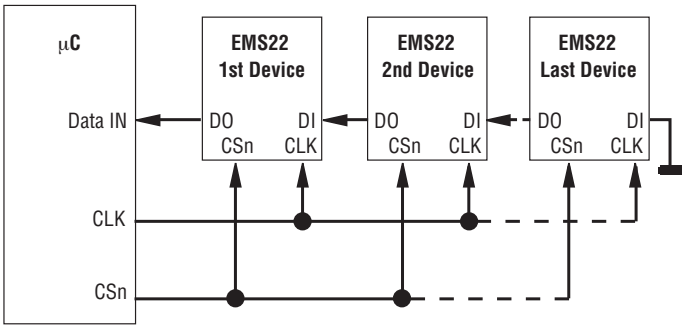 μC
EMS22
1st Device
EMS22
2nd Device
EMS22
Last Device
Data IN
DO
DI
DO
DI
DO
DI
CSn
CLK
CSn
CLK
CSn
CLK
CLK
CSn